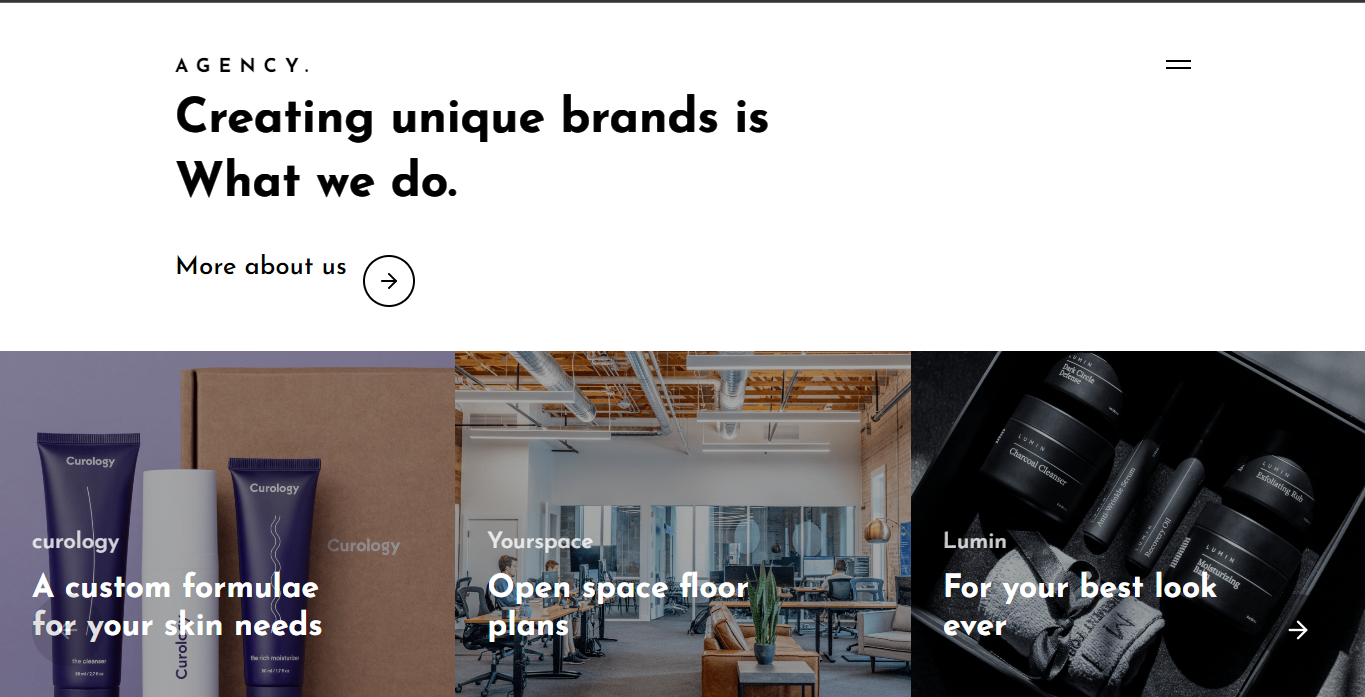 AGENCY.
Creating unique brands is
What we do.
More about us
Curology
Curology
Curology
curology
A custom formulae
for your skin needs
the cleanser
the rich moisturizer
Curolo
Yourspace
Open space floor
plans
LUMIN
Dark Circle
Defense
LUMIN
Charcoal Cleanser
Anti-Wrinkle Serum
LUMIN
Recovery Oil
LUMIN
Exfoliating Rub
LUMIN
Moisturizing
Lumin
For your best look
ever
M